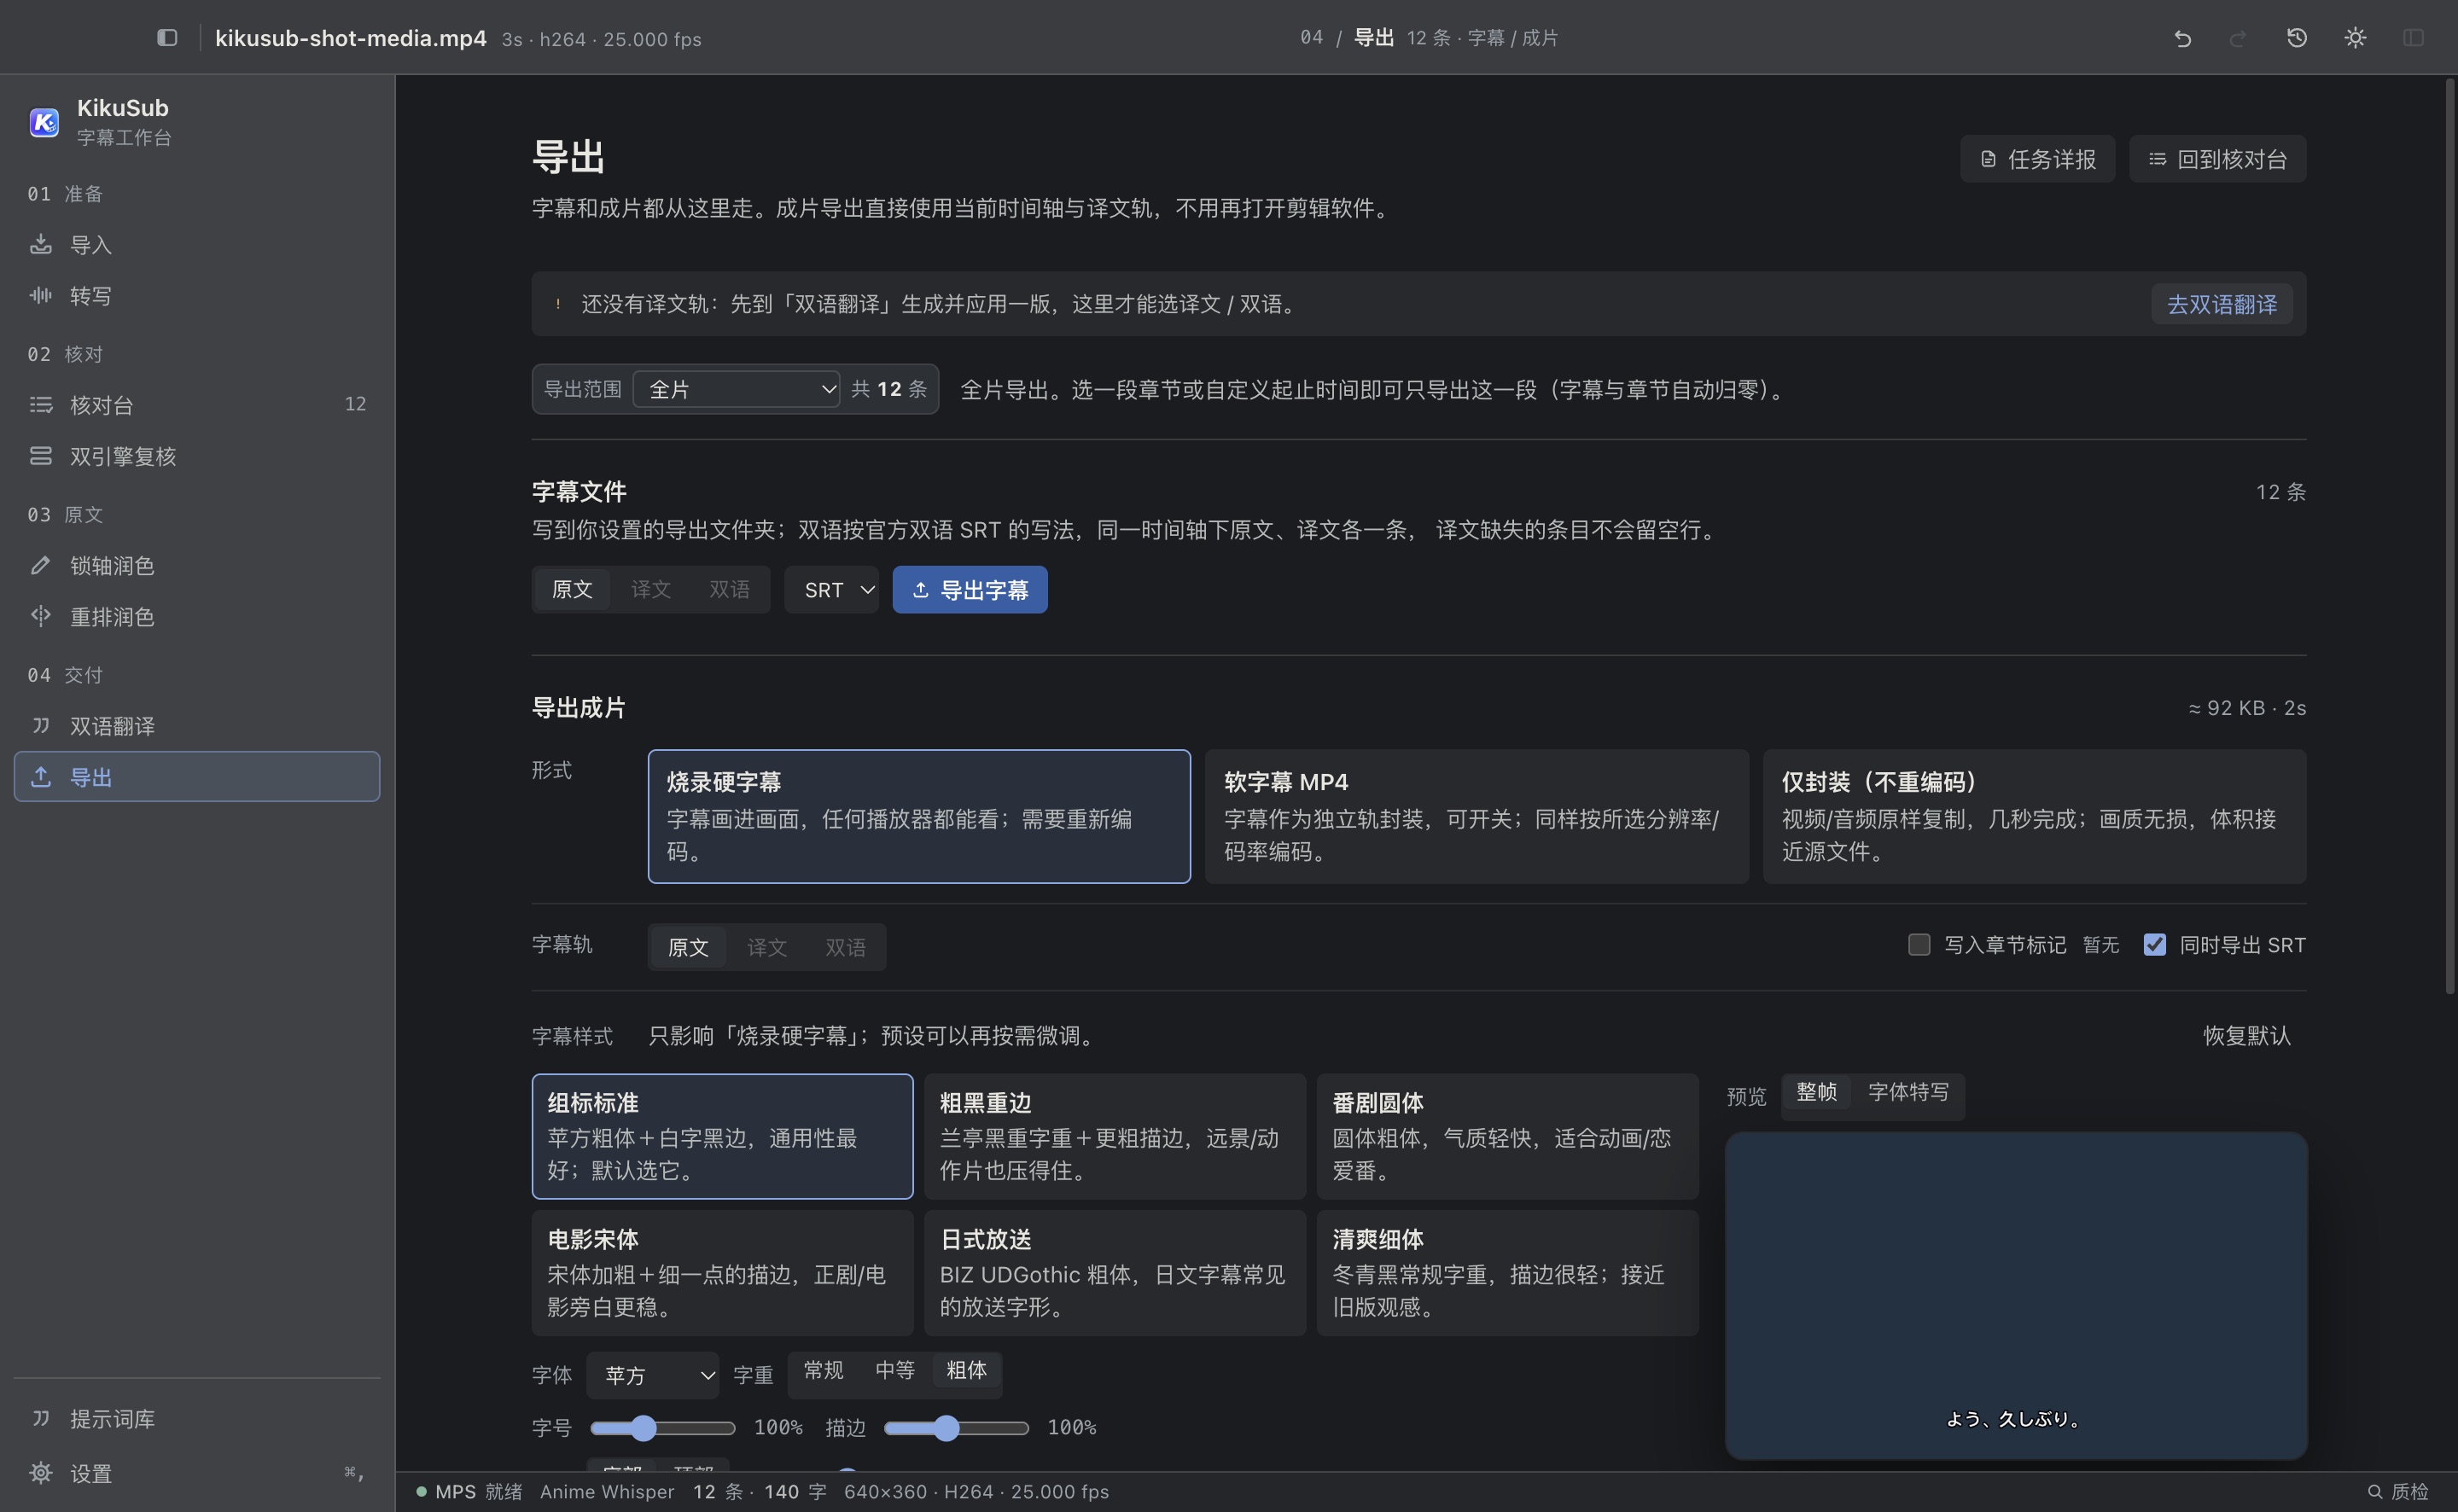 kikusub-shot-media.mp4 3s · h264 · 25.000 fps
04 / 导出 12 条 · 字幕 / 成片
KikuSub
字幕工作台
01 准备
导入
转写
02 核对
核对台 12
双引擎复核
03 原文
锁轴润色
重排润色
04 交付
双语翻译
导出
提示词库
设置 ⌘,
导出
任务详报
回到核对台
字幕和成片都从这里走。成片导出直接使用当前时间轴与译文轨，不用再打开剪辑软件。
! 还没有译文轨：先到「双语翻译」生成并应用一版，这里才能选译文 / 双语。
去双语翻译
导出范围 全片 共 12 条 全片导出。选一段章节或自定义起止时间即可只导出这一段（字幕与章节自动归零）。
字幕文件 12 条
写到你设置的导出文件夹；双语按官方双语 SRT 的写法，同一时间轴下原文、译文各一条， 译文缺失的条目不会留空行。
原文 译文 双语 SRT 导出字幕
导出成片 ≈ 92 KB · 2s
形式
烧录硬字幕
字幕画进画面，任何播放器都能看；需要重新编
码。
软字幕 MP4
字幕作为独立轨封装，可开关；同样按所选分辨率/
码率编码。
仅封装（不重编码）
视频/音频原样复制，几秒完成；画质无损，体积接
近源文件。
字幕轨 原文 译文 双语 写入章节标记 暂无 同时导出 SRT
字幕样式 只影响「烧录硬字幕」；预设可以再按需微调。 恢复默认
组标标准
苹方粗体＋白字黑边，通用性最
好；默认选它。
粗黑重边
兰亭黑重字重＋更粗描边，远景/动
作片也压得住。
番剧圆体
圆体粗体，气质轻快，适合动画/恋
爱番。
电影宋体
宋体加粗＋细一点的描边，正剧/电
影旁白更稳。
日式放送
BIZ UDGothic 粗体，日文字幕常见
的放送字形。
清爽细体
冬青黑常规字重，描边很轻；接近
旧版观感。
预览 整帧 字体特写
よう、久しぶり。
字体 苹方 字重 常规 中等 粗体
字号 100% 描边 100%
底部 顶部
MPS 就绪 Anime Whisper 12 条 · 140 字 640×360 · H264 · 25.000 fps
质检